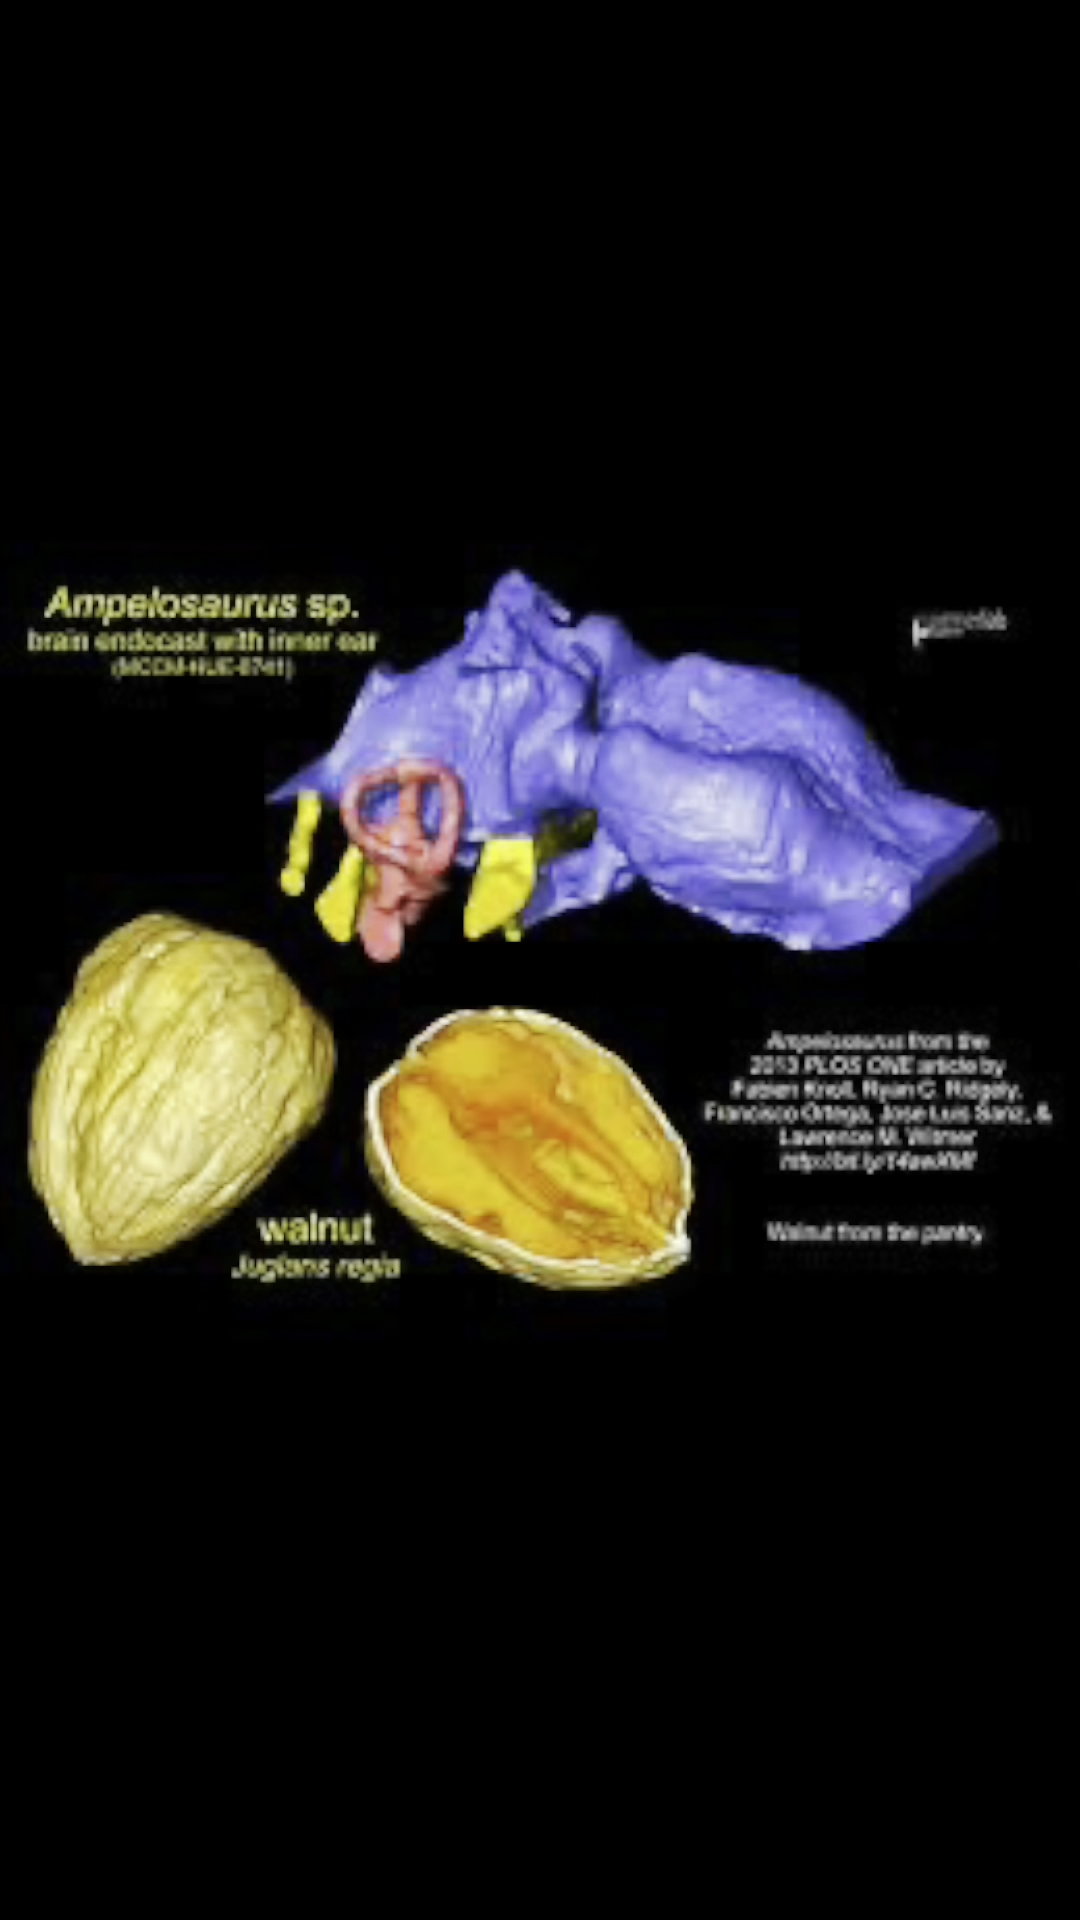 Ampelosaurus sp.
brain endocast with inner ear
walnut
Juglans regia
Ampelosaurus from the
2013 PLOS ONE article by
Fabien Knoll, Ryan C. Ridgely,
Francisco Ortega, Jose Luis Sanz, &
Lawrence M. Witmer
Walnut from the pantry